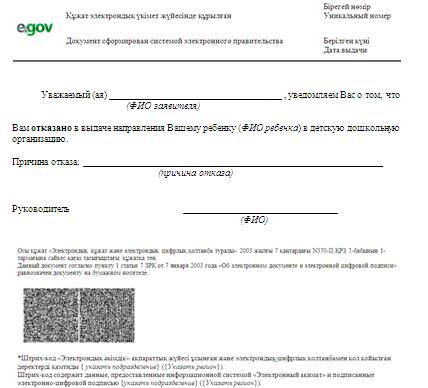 e.gov
Құжат электрондық үкімет жүйесінде құрылған
Документ сформирован системой электронного правительства
Бірегей нөмір
Уникальный номер
Берілген күні
Дата выдачи
Уважаемый (ая) ______________________________, уведомляем Вас о том, что
(ФИО заявителя)
Вам отказано в выдаче направления Вашему ребенку (ФИО ребенка) в детскую дошкольную
организацию.
Причина отказа: ____________________________________________________
(причина отказа)
Руководитель ______________________
(ФИО)
Осы құжат «Электрондық құжат және электрондық цифрлық қолтаңба туралы» 2003 жылғы 7 қаңтардағы N370-II ҚРЗ 7-бабының 1-
тармағына сәйкес қағаз тасығыштағы құжатқа тең.
Данный документ согласно пункту 1 статьи 7 ЗРК от 7 января 2003 года «Об электронном документе и электронной цифровой подписи»
равнозначен документу на бумажном носителе.
*Штрих-код «Электрондық әкімдік» ақпараттық жүйесі ұсынған және электрондық-цифрлық қолтаңбамен қол қойылған
деректерді қамтиды { указать подразделение} ({Указать регион}).
Штрих-код содержит данные, предоставленные информационной системой «Электронный акимат» и подписанные
электронно-цифровой подписью {указать подразделение} ({Указать регион}).